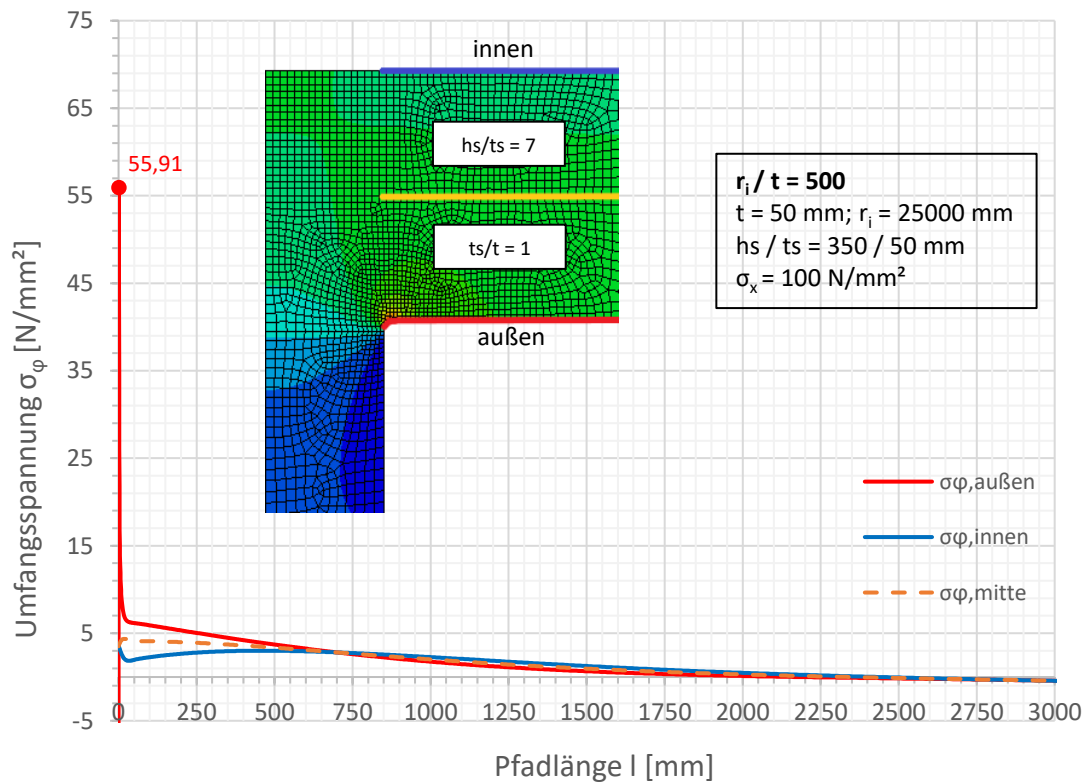 75
65
55
45
35
25
15
5
-5
Umfangsspannung σφ [N/mm²]
55,91
innen
hs/ts = 7
ts/t = 1
außen
rᵢ / t = 500
t = 50 mm; rᵢ = 25000 mm
hs / ts = 350 / 50 mm
σₓ = 100 N/mm²
σφ,außen
σφ,innen
σφ,mitte
0 250 500 750 1000 1250 1500 1750 2000 2250 2500 2750 3000
Pfadlänge l [mm]